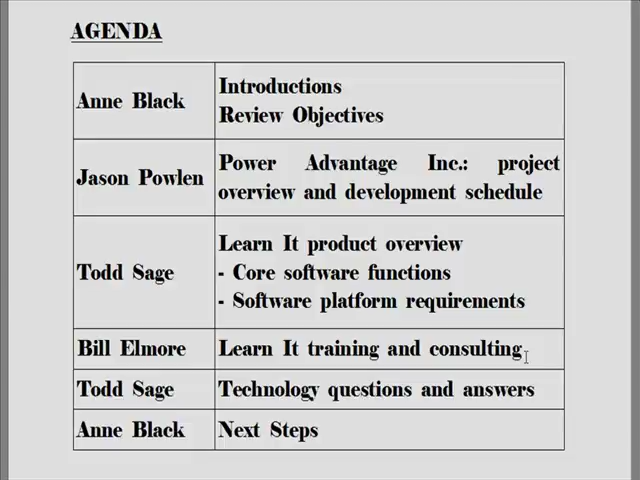 AGENDA
Anne Black
Introductions
Review Objectives
Jason Powlen
Power Advantage Inc.: project
overview and development schedule
Todd Sage
Learn It product overview
- Core software functions
- Software platform requirements
Bill Elmore
Learn It training and consulting
Todd Sage
Technology questions and answers
Anne Black
Next Steps